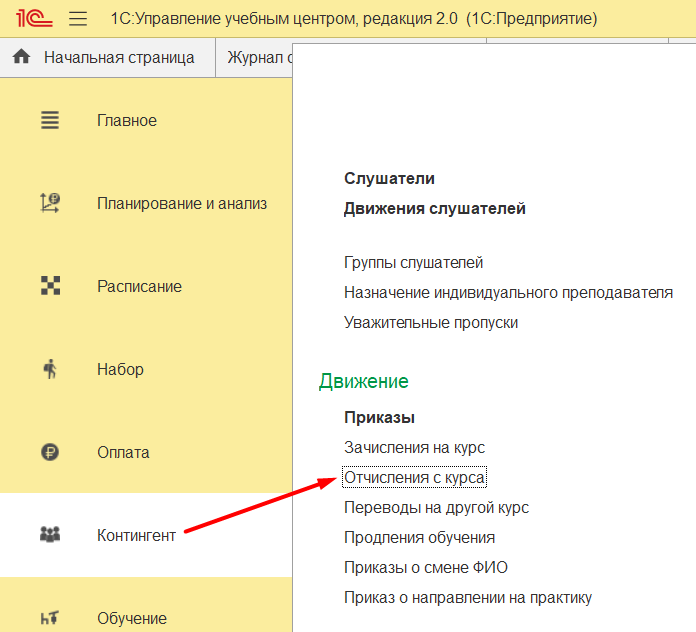 1С:Управление учебным центром, редакция 2.0 (1С:Предприятие)
Начальная страница
Журнал с
Главное
Планирование и анализ
Расписание
Набор
Оплата
Контингент
Обучение
Слушатели
Движения слушателей
Группы слушателей
Назначение индивидуального преподавателя
Уважительные пропуски
Движение
Приказы
Зачисления на курс
Отчисления с курса
Переводы на другой курс
Продления обучения
Приказы о смене ФИО
Приказ о направлении на практику